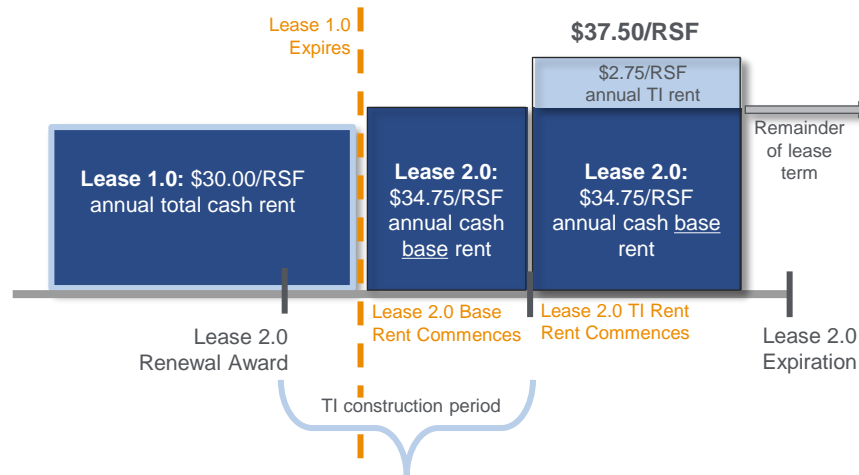 Lease 1.0
Expires
$37.50/RSF
$2.75/RSF
annual TI rent
Remainder
of lease
term
Lease 1.0: $30.00/RSF
annual total cash rent
Lease 2.0:
$34.75/RSF
annual cash
base rent
Lease 2.0:
$34.75/RSF
annual cash base
rent
Lease 2.0 Base
Rent Commences
Lease 2.0 TI Rent
Rent Commences
Lease 2.0
Renewal Award
Lease 2.0
Expiration
TI construction period